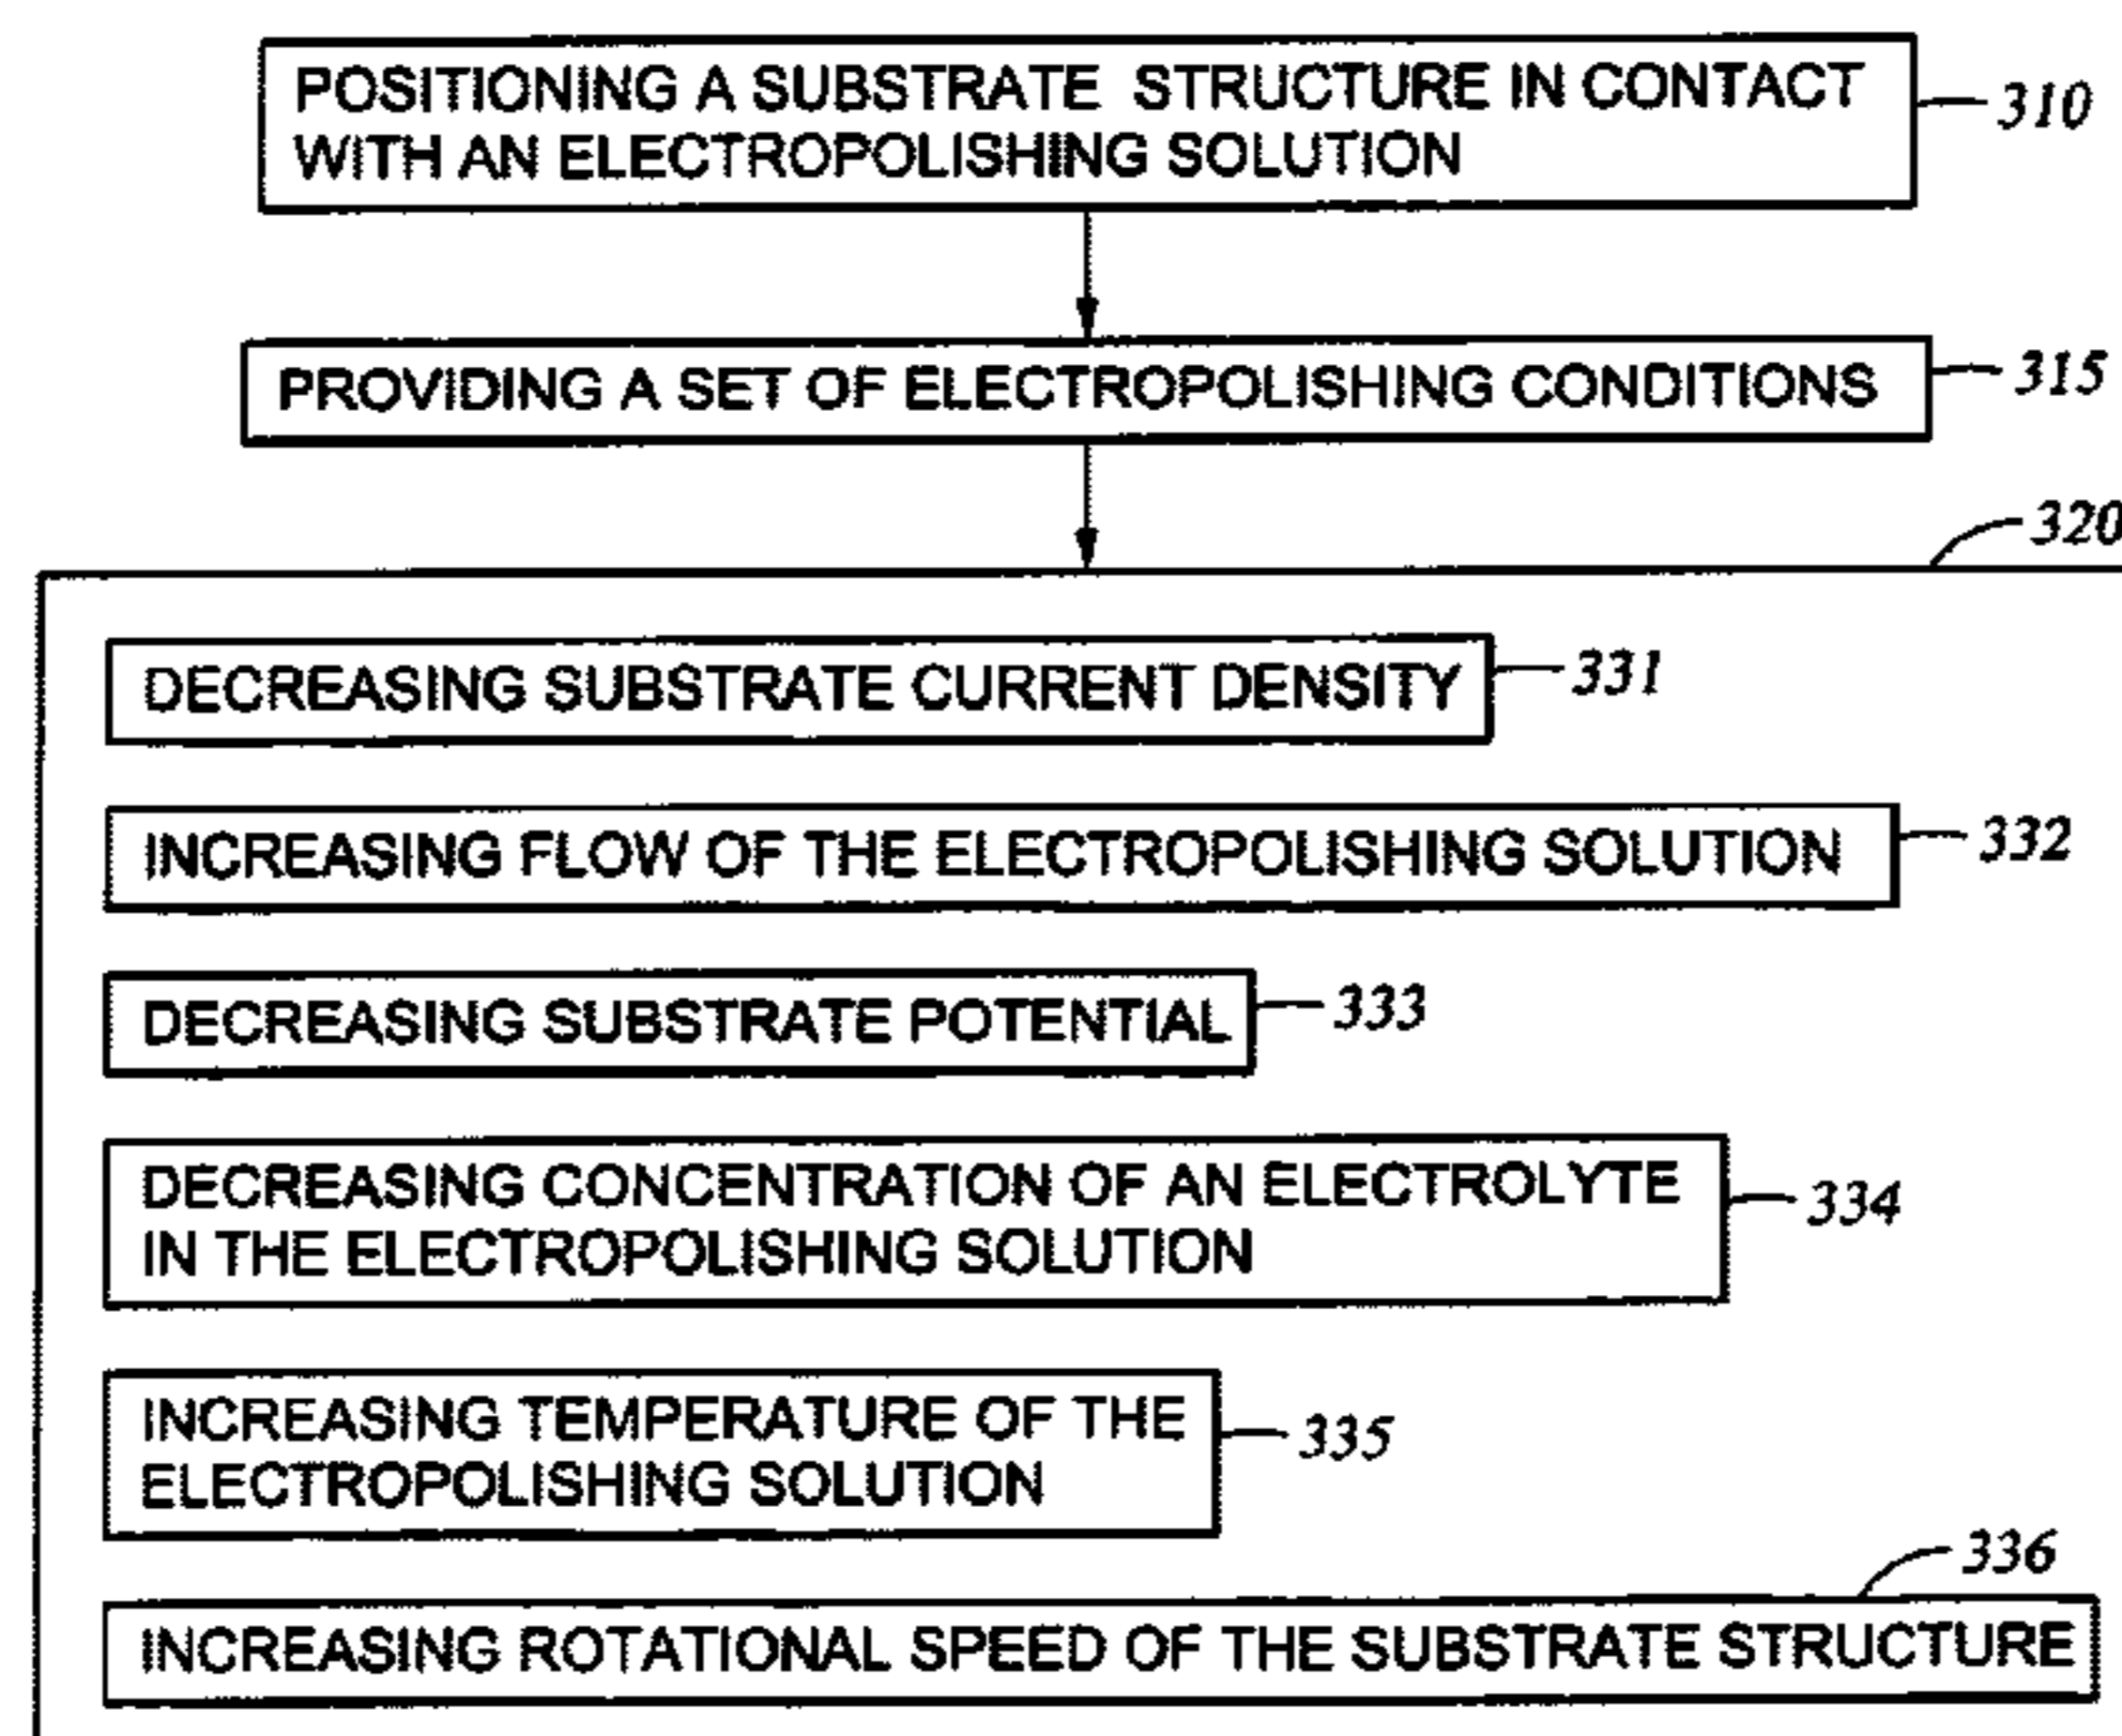 POSITIONING A SUBSTRATE STRUCTURE IN CONTACT
WITH AN ELECTROPOLISHING SOLUTION
310
PROVIDING A SET OF ELECTROPOLISHING CONDITIONS
315
320
DECREASING SUBSTRATE CURRENT DENSITY
331
INCREASING FLOW OF THE ELECTROPOLISHING SOLUTION
332
DECREASING SUBSTRATE POTENTIAL
333
DECREASING CONCENTRATION OF AN ELECTROLYTE
IN THE ELECTROPOLISHING SOLUTION
334
INCREASING TEMPERATURE OF THE
ELECTROPOLISHING SOLUTION
335
336
INCREASING ROTATIONAL SPEED OF THE SUBSTRATE STRUCTURE